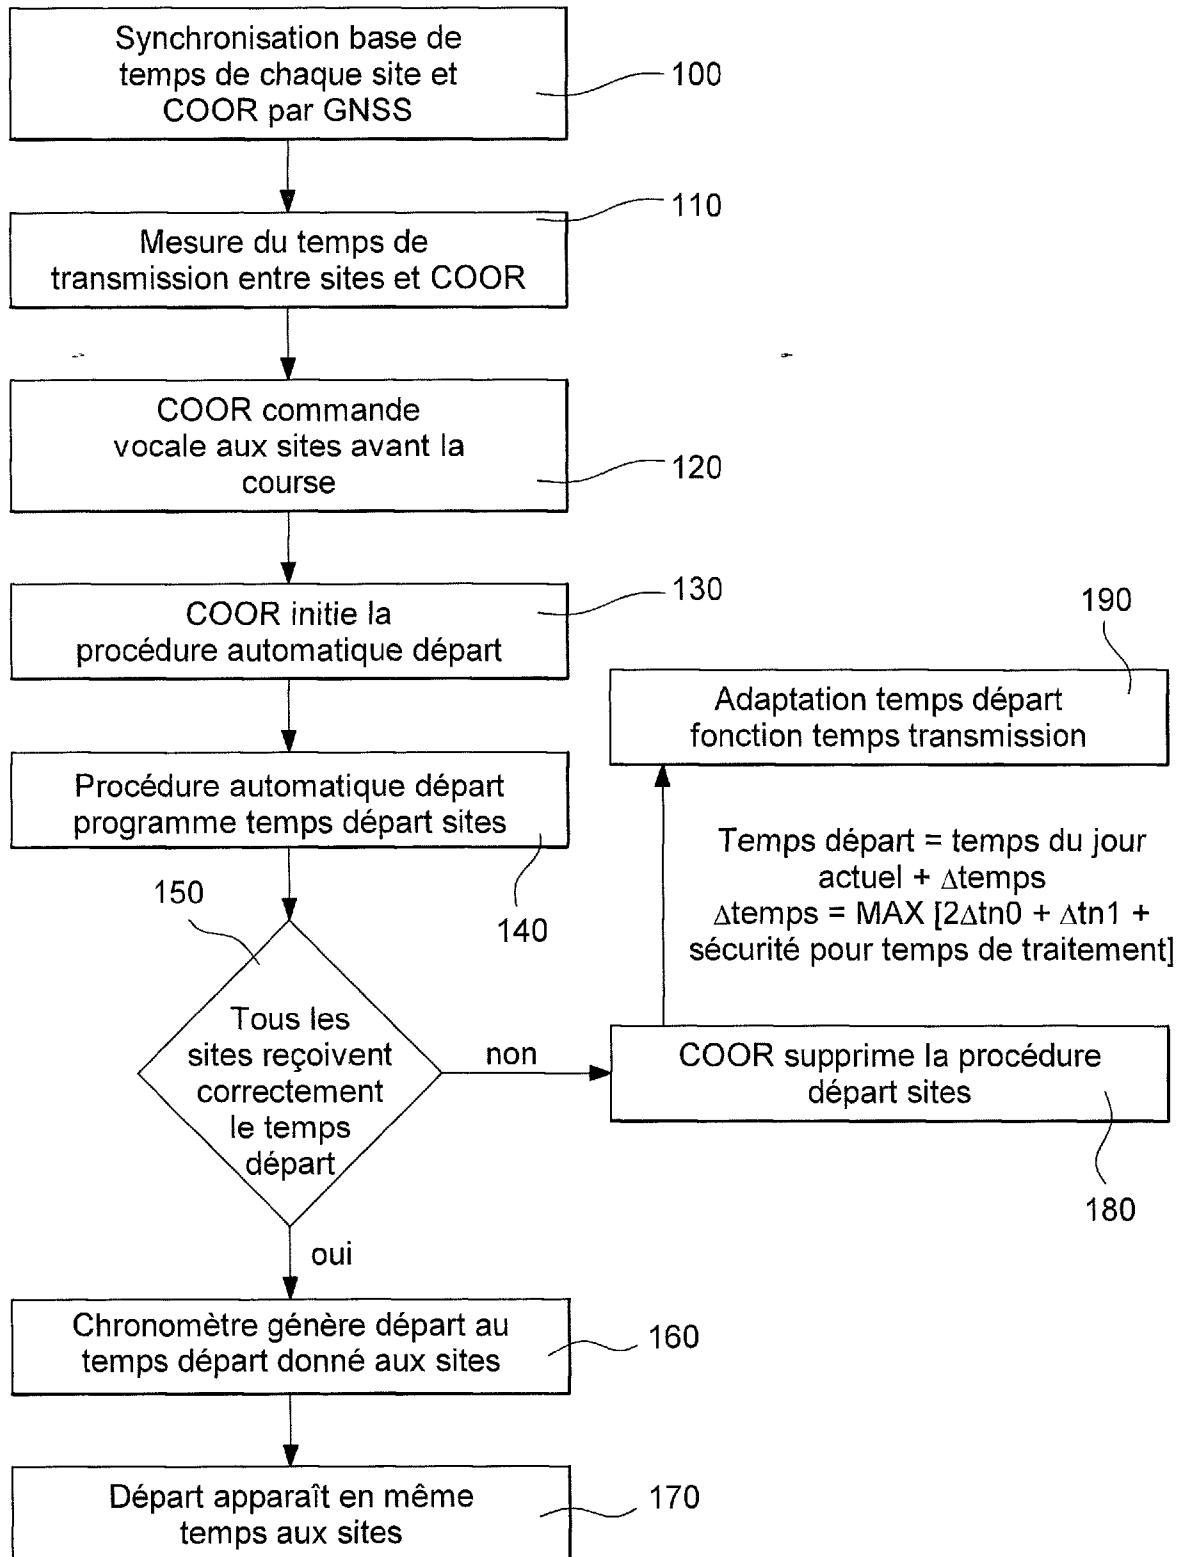 Synchronisation base de
temps de chaque site et
COOR par GNSS
100
Mesure du temps de
transmission entre sites et COOR
110
COOR commande
vocale aux sites avant la
course
120
COOR initie la
procédure automatique départ
130
Procédure automatique départ
programme temps départ sites
140
150
Tous les
sites reçoivent
correctement
le temps
départ
non
oui
190
Adaptation temps départ
fonction temps transmission
Temps départ = temps du jour
actuel + Δtemps
Δtemps = MAX [2Δtn0 + Δtn1 +
sécurité pour temps de traitement]
COOR supprime la procédure
départ sites
180
Chronomètre génère départ au
temps départ donné aux sites
160
Départ apparaît en même
temps aux sites
170